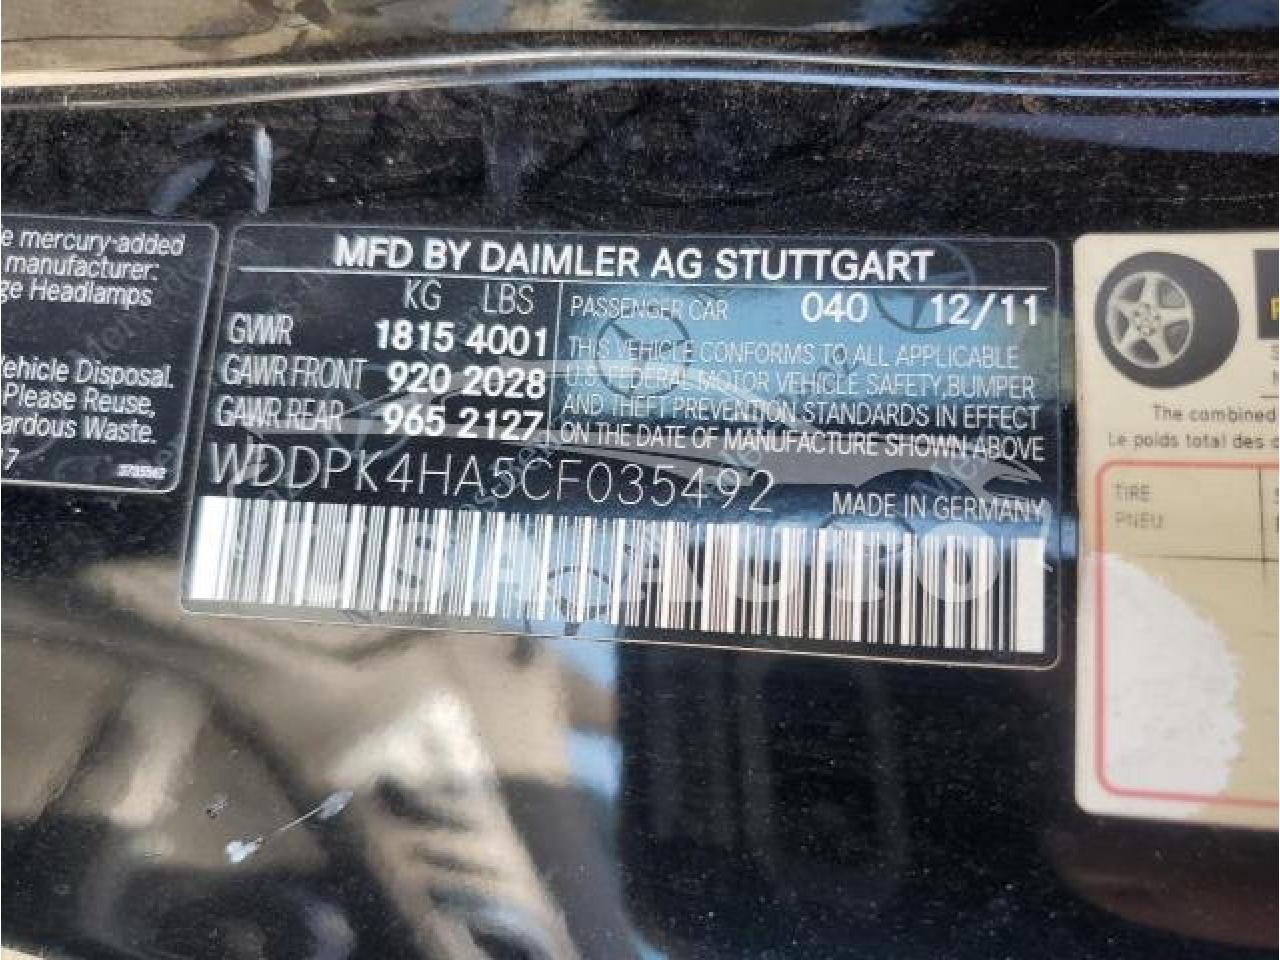 e mercury-added
manufacturer:
ge Headlamps
ehicle Disposal.
Please Reuse,
ardous Waste.
MFD BY DAIMLER AG STUTTGART
KG LBS
GVWR 1815 4001
GAWR FRONT 920 2028
GAWR REAR 965 2127
PASSENGER CAR 040 12/11
THIS VEHICLE CONFORMS TO ALL APPLICABLE
U.S. FEDERAL MOTOR VEHICLE SAFETY, BUMPER
AND THEFT PREVENTION STANDARDS IN EFFECT
ON THE DATE OF MANUFACTURE SHOWN ABOVE
WDDPK4HA5CF035492
MADE IN GERMANY
USA AUTO
The combined
Le poids total des
TIRE
PNEU